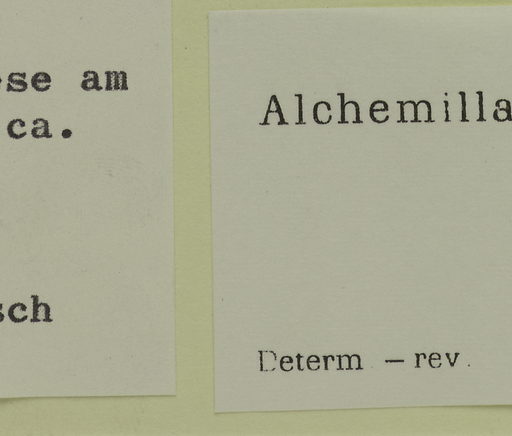 se am
ca.
sch
Alchemilla
Determ – rev.